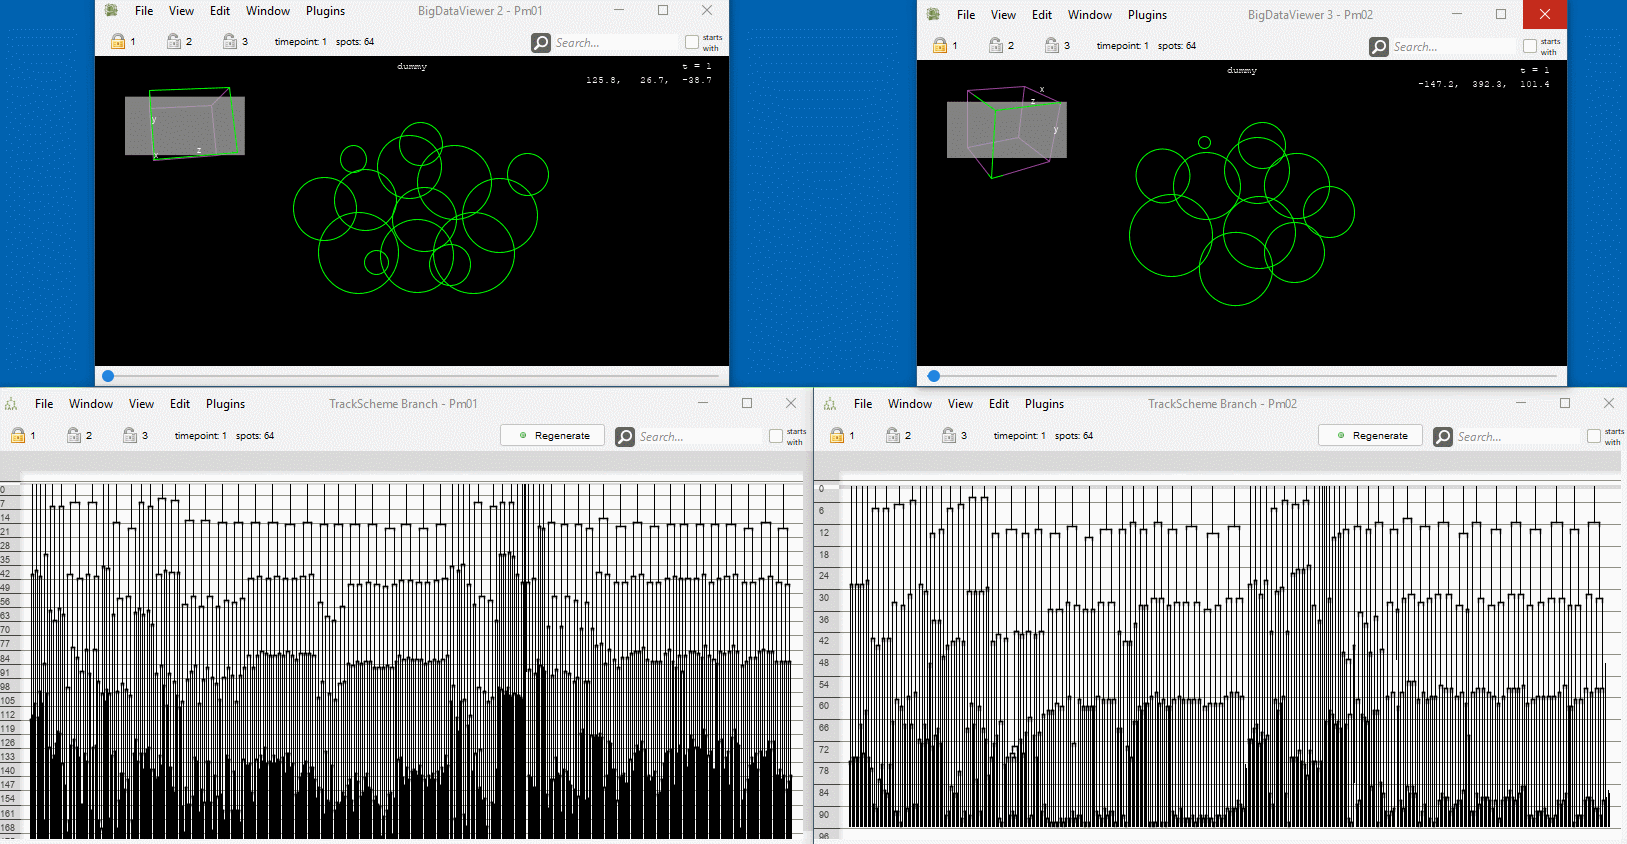 File View Edit Window Plugins BigDataViewer 2 - Pm01
1 2 3 timepoint: 1 spots: 64 Search... starts with
dummy t = 1
125.8, 26.7, -38.7
y
z
x
File View Edit Window Plugins BigDataViewer 3 - Pm02
1 2 3 timepoint: 1 spots: 64 Search... starts with
dummy t = 1
-147.2, 392.3, 101.4
x
z
y
File Window View Edit Plugins TrackScheme Branch - Pm01
1 2 3 timepoint: 1 spots: 64 Regenerate Search... starts with
0
7
14
21
28
35
42
49
56
63
70
77
84
91
98
105
112
119
126
133
140
147
154
161
168
File Window View Edit Plugins TrackScheme Branch - Pm02
1 2 3 timepoint: 1 spots: 64 Regenerate Search... starts with
0
6
12
18
24
30
36
42
48
54
60
66
72
78
84
90
96